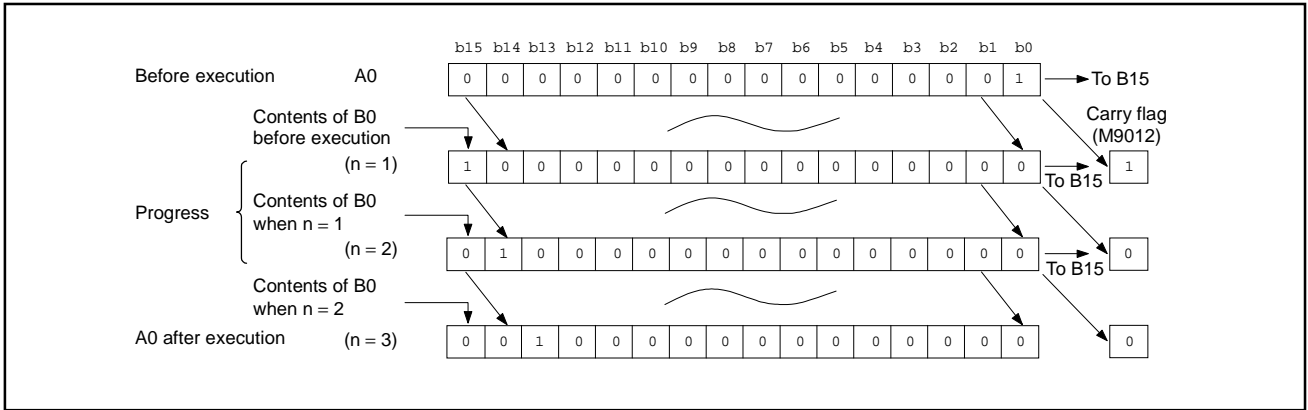 b15 b14 b13 b12 b11 b10 b9 b8 b7 b6 b5 b4 b3 b2 b1 b0
Before execution A0 0 0 0 0 0 0 0 0 0 0 0 0 0 0 0 1 To B15
Contents of B0
before execution
Carry flag
(M9012)
(n = 1) 1 0 0 0 0 0 0 0 0 0 0 0 0 0 0 0 To B15 1
Progress
Contents of B0
when n = 1
(n = 2) 0 1 0 0 0 0 0 0 0 0 0 0 0 0 0 0 To B15 0
Contents of B0
when n = 2
A0 after execution (n = 3) 0 0 1 0 0 0 0 0 0 0 0 0 0 0 0 0 0